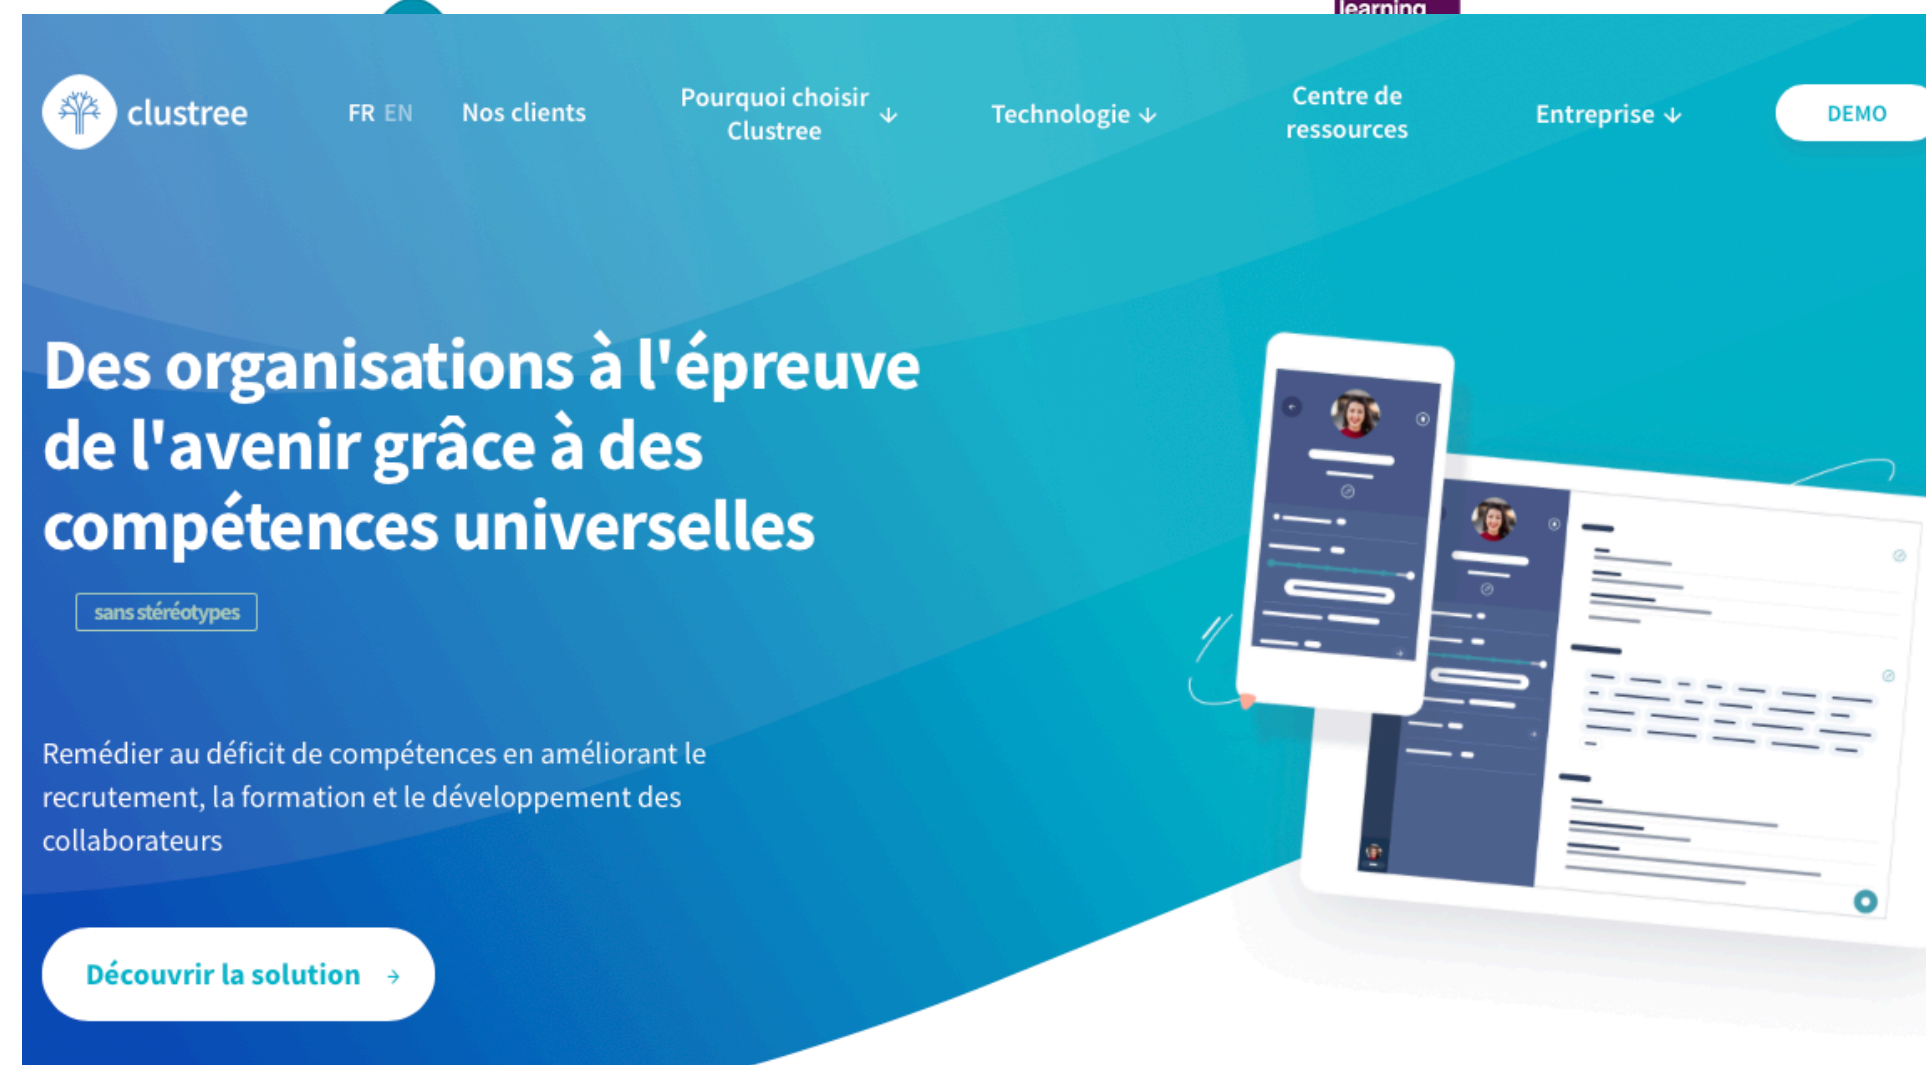 learning
clustree
FR EN
Nos clients
Pourquoi choisir
Clustree
Technologie
Centre de
ressources
Entreprise
DEMO
Des organisations à l'épreuve
de l'avenir grâce à des
compétences universelles
sans stéréotypes
Remédier au déficit de compétences en améliorant le
recrutement, la formation et le développement des
collaborateurs
Découvrir la solution